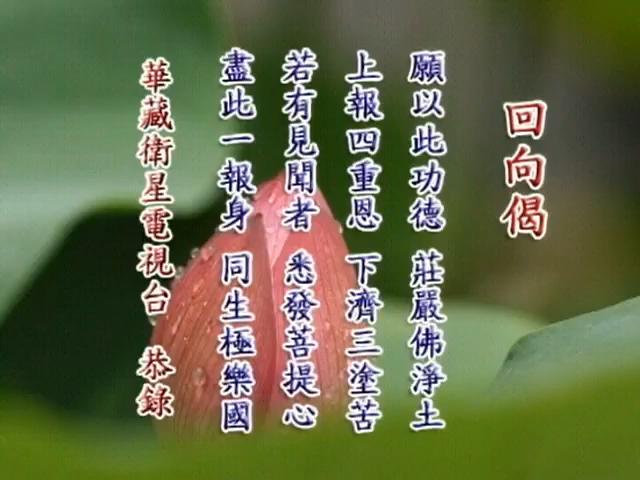 回向偈
願以此功德 莊嚴佛淨土
上報四重恩 下濟三塗苦
若有見聞者 悉發菩提心
盡此一報身 同生極樂國
華藏衛星電視台 恭錄